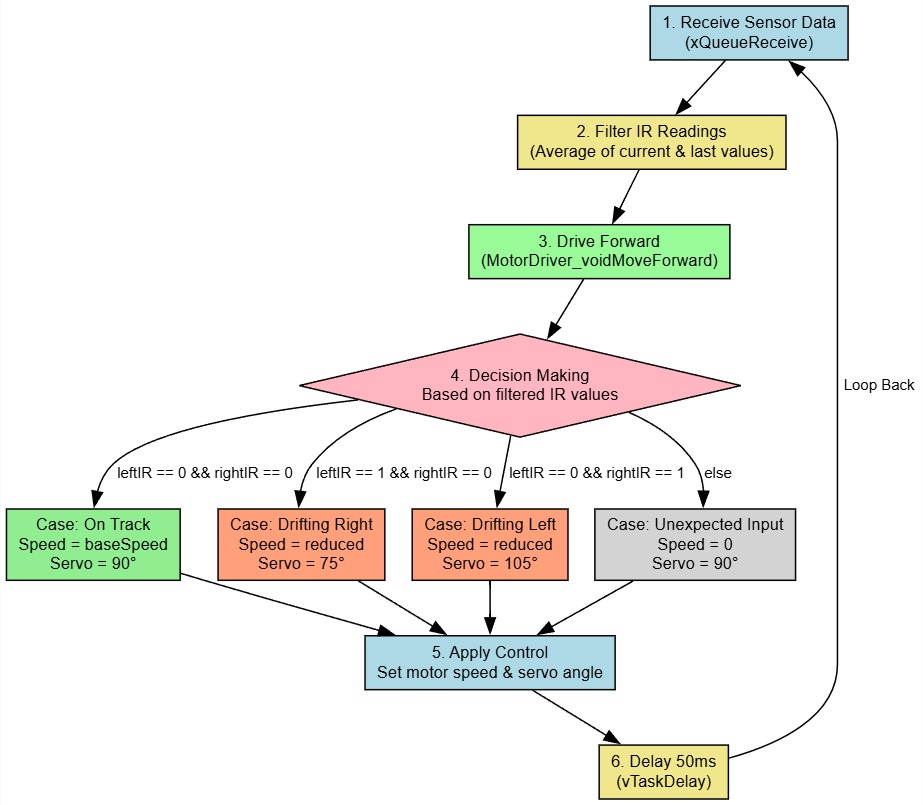 1. Receive Sensor Data
(xQueueReceive)
2. Filter IR Readings
(Average of current & last values)
3. Drive Forward
(MotorDriver_voidMoveForward)
4. Decision Making
Based on filtered IR values
Loop Back
leftIR == 0 && rightIR == 0
leftIR == 1 && rightIR == 0
leftIR == 0 && rightIR == 1
else
Case: On Track
Speed = baseSpeed
Servo = 90°
Case: Drifting Right
Speed = reduced
Servo = 75°
Case: Drifting Left
Speed = reduced
Servo = 105°
Case: Unexpected Input
Speed = 0
Servo = 90°
5. Apply Control
Set motor speed & servo angle
6. Delay 50ms
(vTaskDelay)